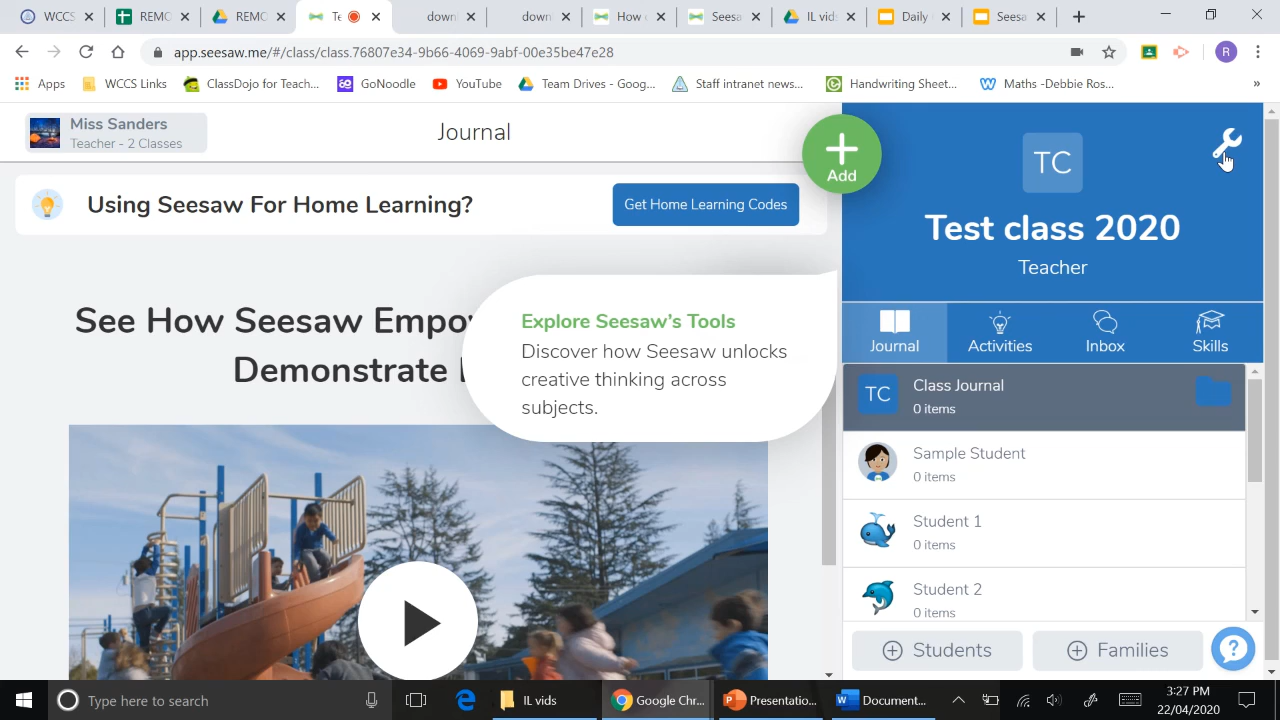 WCCS
REMO
REMO
Te
downl
downl
How
Seesa
IL vids
Daily
Seesa
app.seesaw.me/#/class/class.76807e34-9b66-4069-9abf-00e35be47e28
R
Apps
WCCS Links
ClassDojo for Teach...
GoNoodle
YouTube
Team Drives - Goog...
Staff intranet news...
Handwriting Sheet...
Maths -Debbie Ros...
»
Miss Sanders
Teacher - 2 Classes
Journal
Add
TC
Using Seesaw For Home Learning?
Get Home Learning Codes
Test class 2020
Teacher
See How Seesaw Empo
Demonstrate
Explore Seesaw's Tools
Discover how Seesaw unlocks
creative thinking across
subjects.
Journal
Activities
Inbox
Skills
TC
Class Journal
0 items
Sample Student
0 items
Student 1
0 items
Student 2
0 items
Students
Families
?
Type here to search
IL vids
Google Chr...
Presentatio...
Document...
3:27 PM
22/04/2020